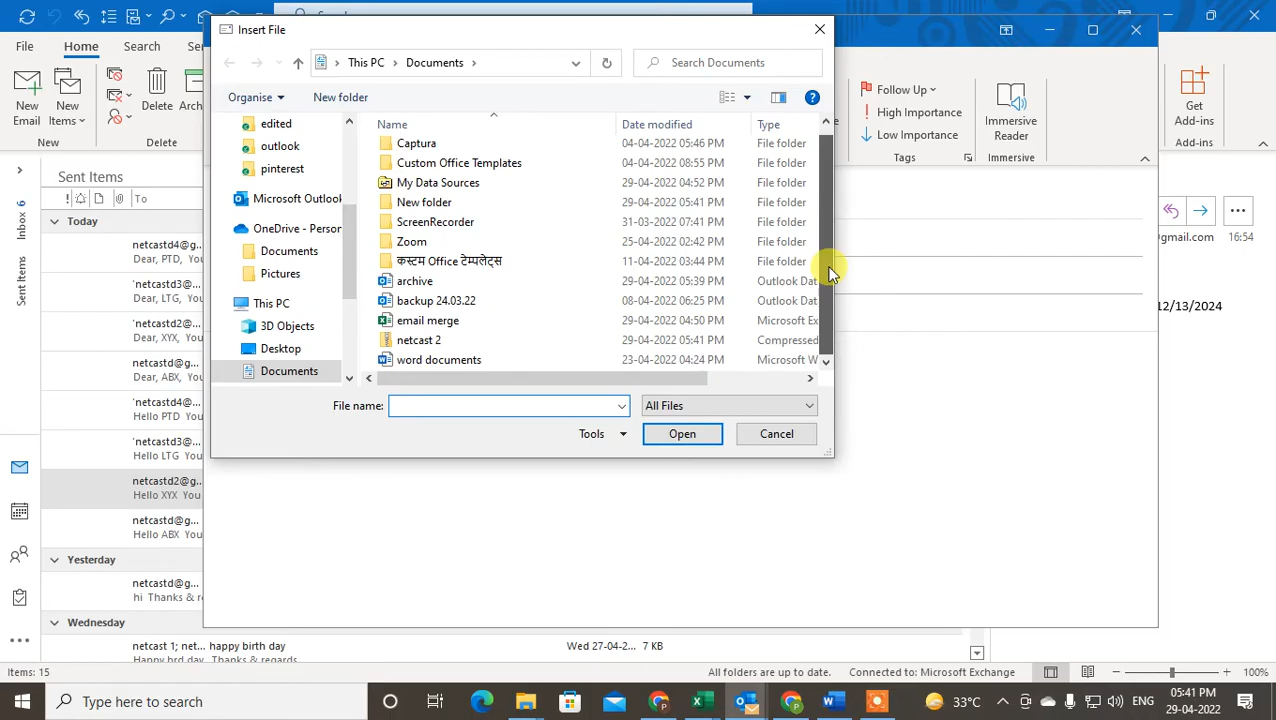 Insert File
This PC > Documents >
Search Documents
Organise
New folder
edited
outlook
pinterest
Microsoft Outlook
OneDrive - Person
Documents
Pictures
This PC
3D Objects
Desktop
Documents
Name Date modified Type
Captura 04-04-2022 05:46 PM File folder
Custom Office Templates 04-04-2022 08:55 PM File folder
My Data Sources 29-04-2022 04:52 PM File folder
New folder 29-04-2022 05:41 PM File folder
ScreenRecorder 31-03-2022 07:41 PM File folder
Zoom 25-04-2022 02:42 PM File folder
कस्टम Office टेम्पलेट्स 11-04-2022 03:44 PM File folder
archive 29-04-2022 05:39 PM Outlook Dat
backup 24.03.22 08-04-2022 06:25 PM Outlook Dat
email merge 29-04-2022 04:50 PM Microsoft Ex
netcast 2 29-04-2022 05:41 PM Compressed
word documents 23-04-2022 04:24 PM Microsoft W
File name:
All Files
Tools
Open
Cancel
File
Home
Search
New
Email
New
Items
Delete
Arch
New
Delete
Follow Up
High Importance
Low Importance
Tags
Immersive
Reader
Immersive
Get
Add-ins
Add-ins
Inbox 6
Sent Items
Sent Items
To
Today
netcastd4@g...
Dear, PTD, You
'netcastd3@g...
Dear, LTG, You
netcastd2@g...
Dear, XYX, You
netcastd@g...
Dear, ABX, You
'netcastd4@g...
Hello PTD You
'netcastd3@g...
Hello LTG You
netcastd2@g...
Hello XYX You
netcastd@g...
Hello ABX You
Yesterday
netcastd@g...
hi Thanks & re
Wednesday
netcast 1; net... happy birth day Wed 27-04-2... 7 KB
Happy brd day Thanks & regards
@gmail.com 16:54
12/13/2024
Items: 15
All folders are up to date.
Connected to: Microsoft Exchange
100%
Type here to search
33°C
ENG
05:41 PM
29-04-2022